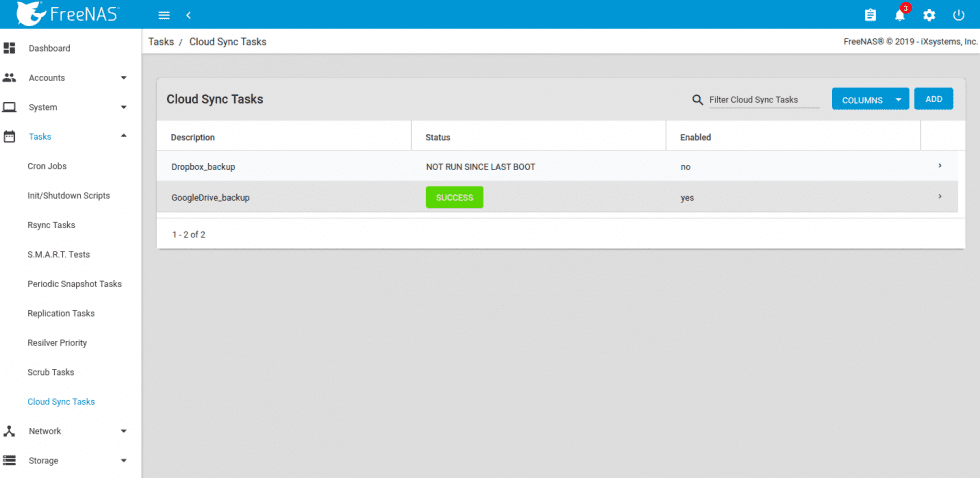 FreeNAS®
3
Tasks / Cloud Sync Tasks
FreeNAS® © 2019 - iXsystems, Inc.
Dashboard
Accounts
System
Tasks
Cron Jobs
Init/Shutdown Scripts
Rsync Tasks
S.M.A.R.T. Tests
Periodic Snapshot Tasks
Replication Tasks
Resilver Priority
Scrub Tasks
Cloud Sync Tasks
Network
Storage
Cloud Sync Tasks
Filter Cloud Sync Tasks
COLUMNS
ADD
Description Status Enabled
Dropbox_backup NOT RUN SINCE LAST BOOT no
GoogleDrive_backup SUCCESS yes
1 - 2 of 2